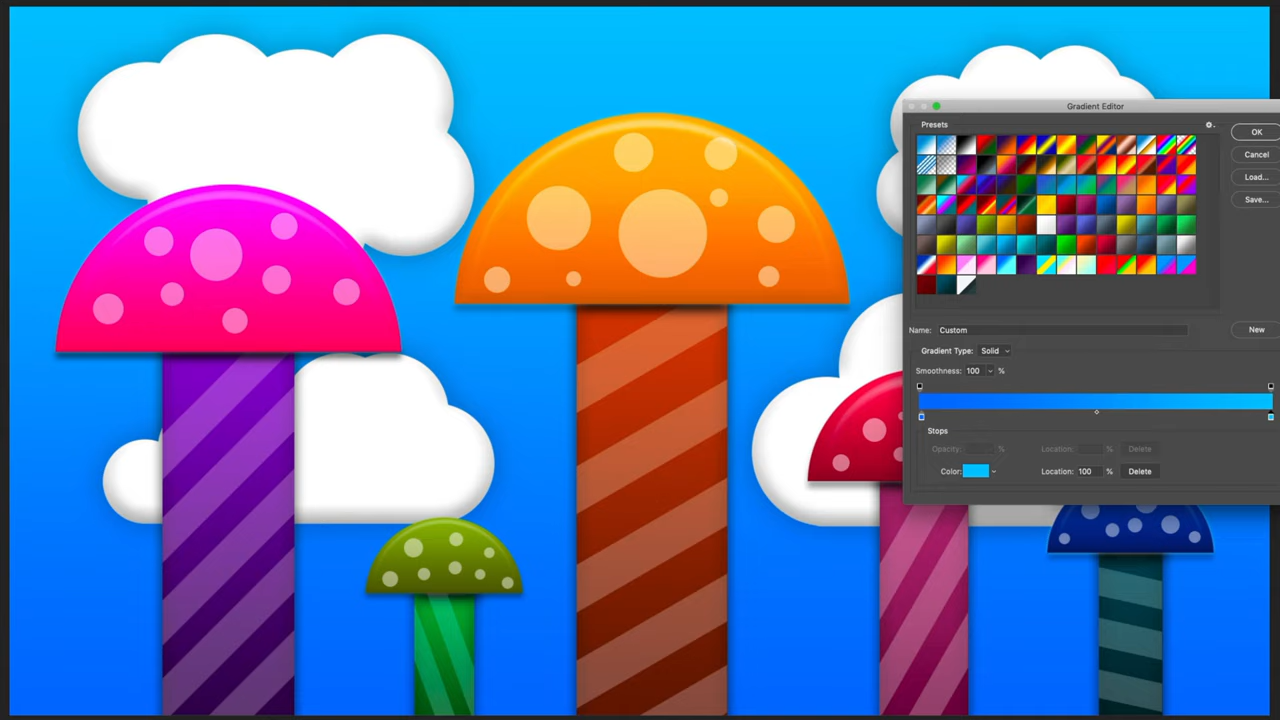 Gradient Editor
Presets
OK
Cancel
Load...
Save...
Name: Custom
New
Gradient Type: Solid
Smoothness: 100 %
Stops
Opacity: % Location: % Delete
Color: Location: 100 % Delete